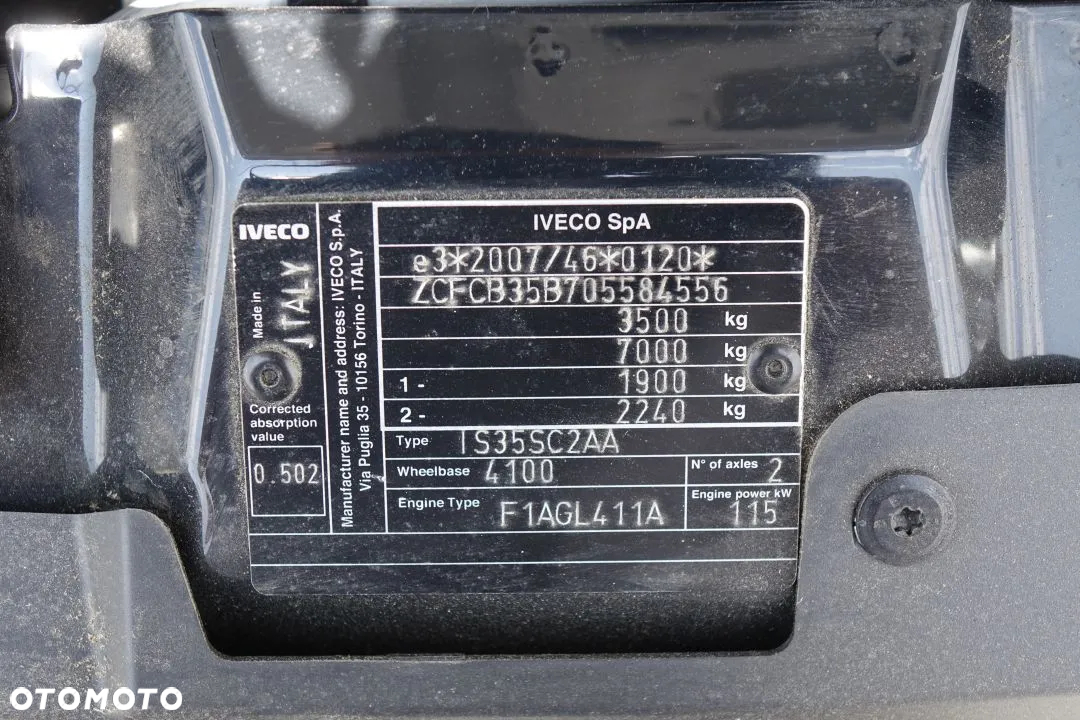 IVECO
Made in
ITALY
Corrected
absorption
value
0.502
Manufacturer name and address: IVECO S.p.A.
Via Puglia 35 - 10156 Torino - ITALY
IVECO SpA
e3*2007/46*0120*
ZCFCB35B705584556
3500 kg
7000 kg
1 - 1900 kg
2 - 2240 kg
Type IS35SC2AA
Wheelbase 4100 N° of axles 2
Engine Type F1AGL411A Engine power kW 115
OTOMOTO